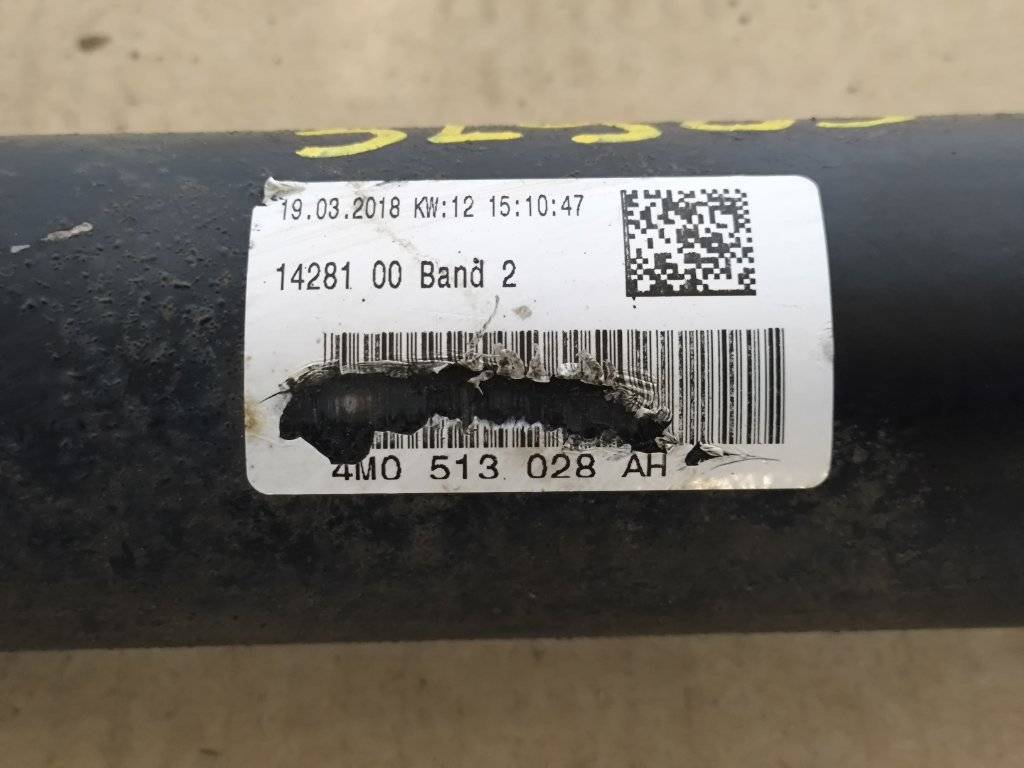 19.03.2018 KW:12 15:10:47
14281 00 Band 2
4M0 513 028 AH